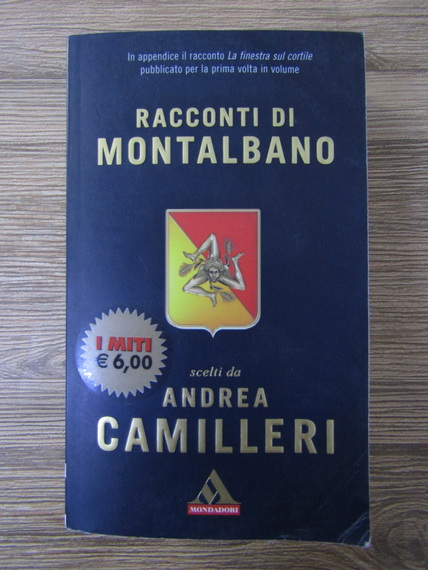 In appendice il racconto La finestra sul cortile
pubblicato per la prima volta in volume
RACCONTI DI
MONTALBANO
I MITI
€ 6,00
scelti da
ANDREA
CAMILLERI
MONDADORI